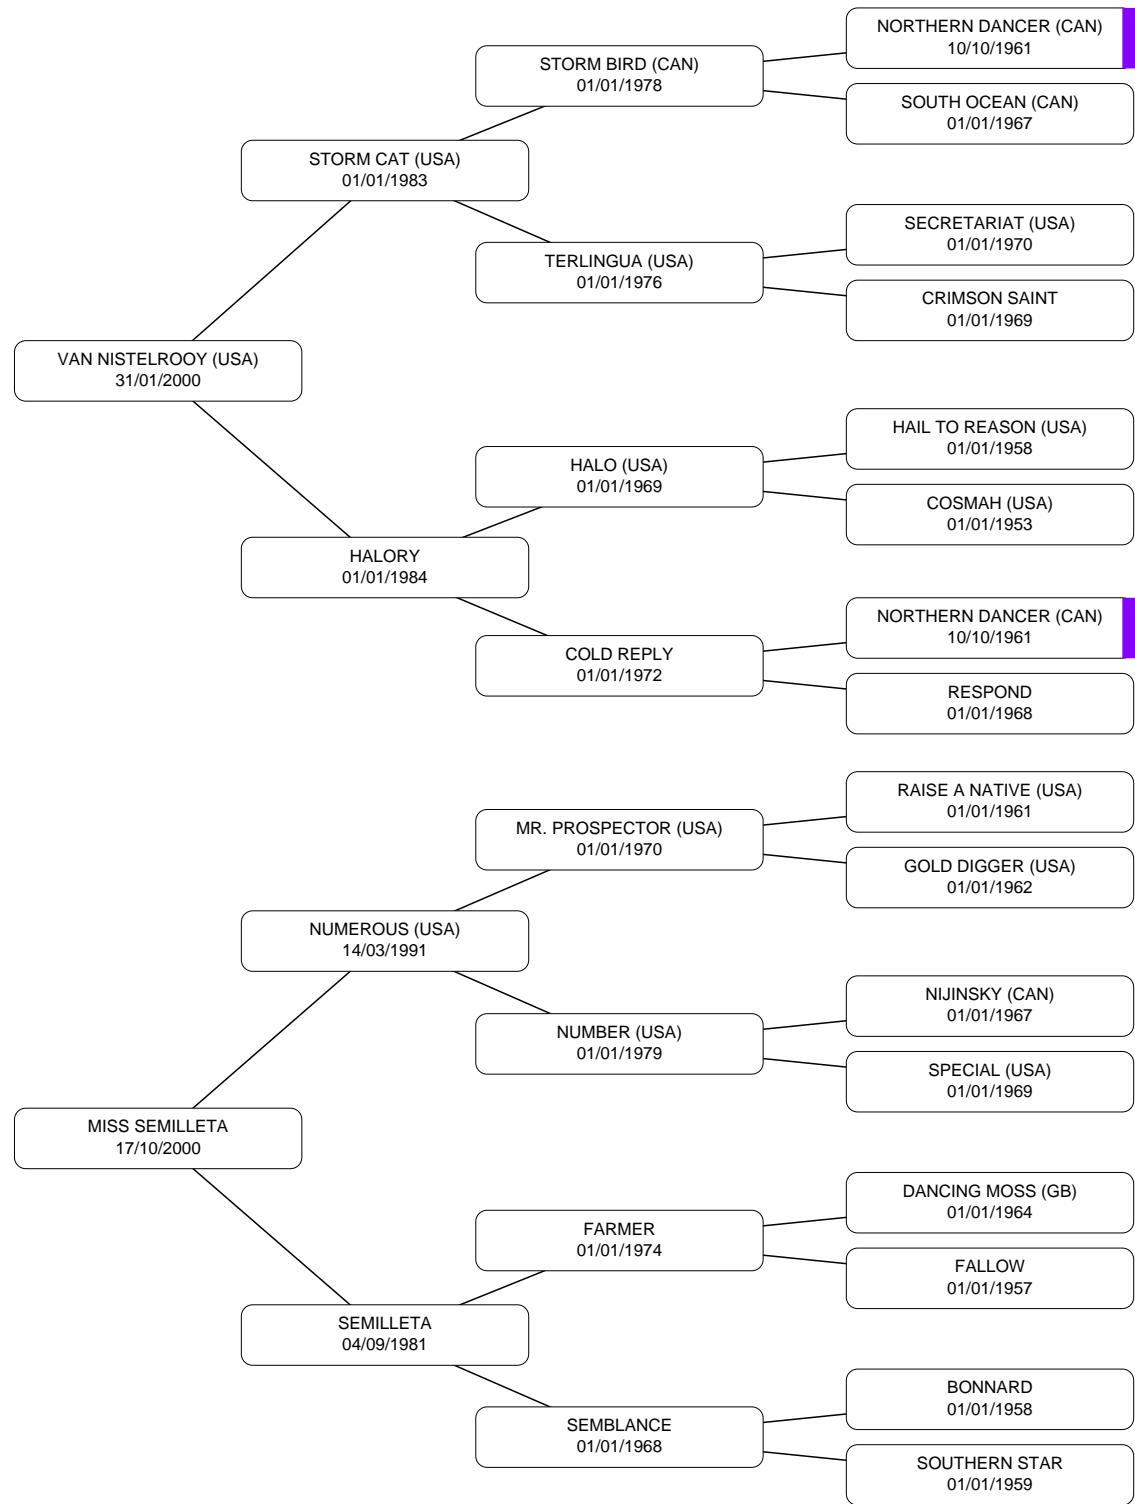 NORTHERN DANCER (CAN)
10/10/1961
STORM BIRD (CAN)
01/01/1978
SOUTH OCEAN (CAN)
01/01/1967
STORM CAT (USA)
01/01/1983
SECRETARIAT (USA)
01/01/1970
TERLINGUA (USA)
01/01/1976
CRIMSON SAINT
01/01/1969
VAN NISTELROOY (USA)
31/01/2000
HAIL TO REASON (USA)
01/01/1958
HALO (USA)
01/01/1969
COSMAH (USA)
01/01/1953
HALORY
01/01/1984
NORTHERN DANCER (CAN)
10/10/1961
COLD REPLY
01/01/1972
RESPOND
01/01/1968
RAISE A NATIVE (USA)
01/01/1961
MR. PROSPECTOR (USA)
01/01/1970
GOLD DIGGER (USA)
01/01/1962
NUMEROUS (USA)
14/03/1991
NIJINSKY (CAN)
01/01/1967
NUMBER (USA)
01/01/1979
SPECIAL (USA)
01/01/1969
MISS SEMILLETA
17/10/2000
DANCING MOSS (GB)
01/01/1964
FARMER
01/01/1974
FALLOW
01/01/1957
SEMILLETA
04/09/1981
BONNARD
01/01/1958
SEMBLANCE
01/01/1968
SOUTHERN STAR
01/01/1959